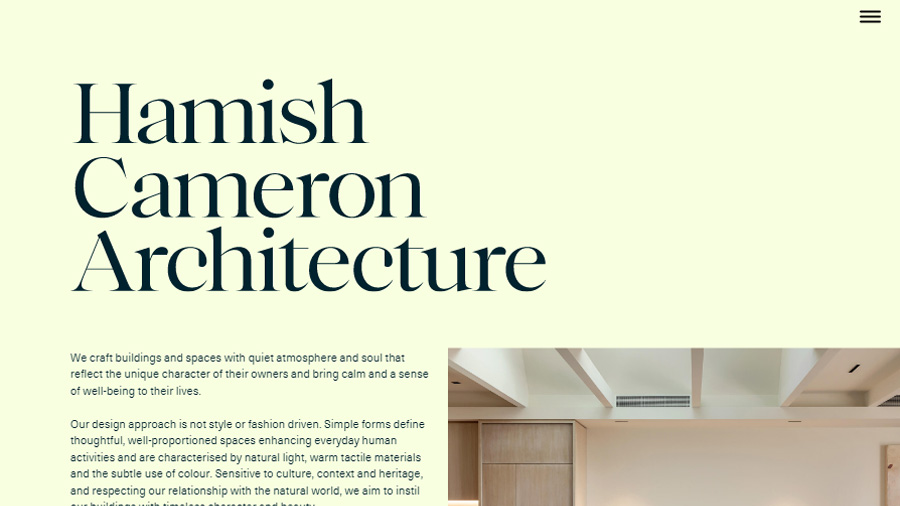 Hamish
Cameron
Architecture
We craft buildings and spaces with quiet atmosphere and soul that
reflect the unique character of their owners and bring calm and a sense
of well-being to their lives.
Our design approach is not style or fashion driven. Simple forms define
thoughtful, well-proportioned spaces enhancing everyday human
activities and are characterised by natural light, warm tactile materials
and the subtle use of colour. Sensitive to culture, context and heritage,
and respecting our relationship with the natural world, we aim to instil
our buildings with timeless character and beauty.